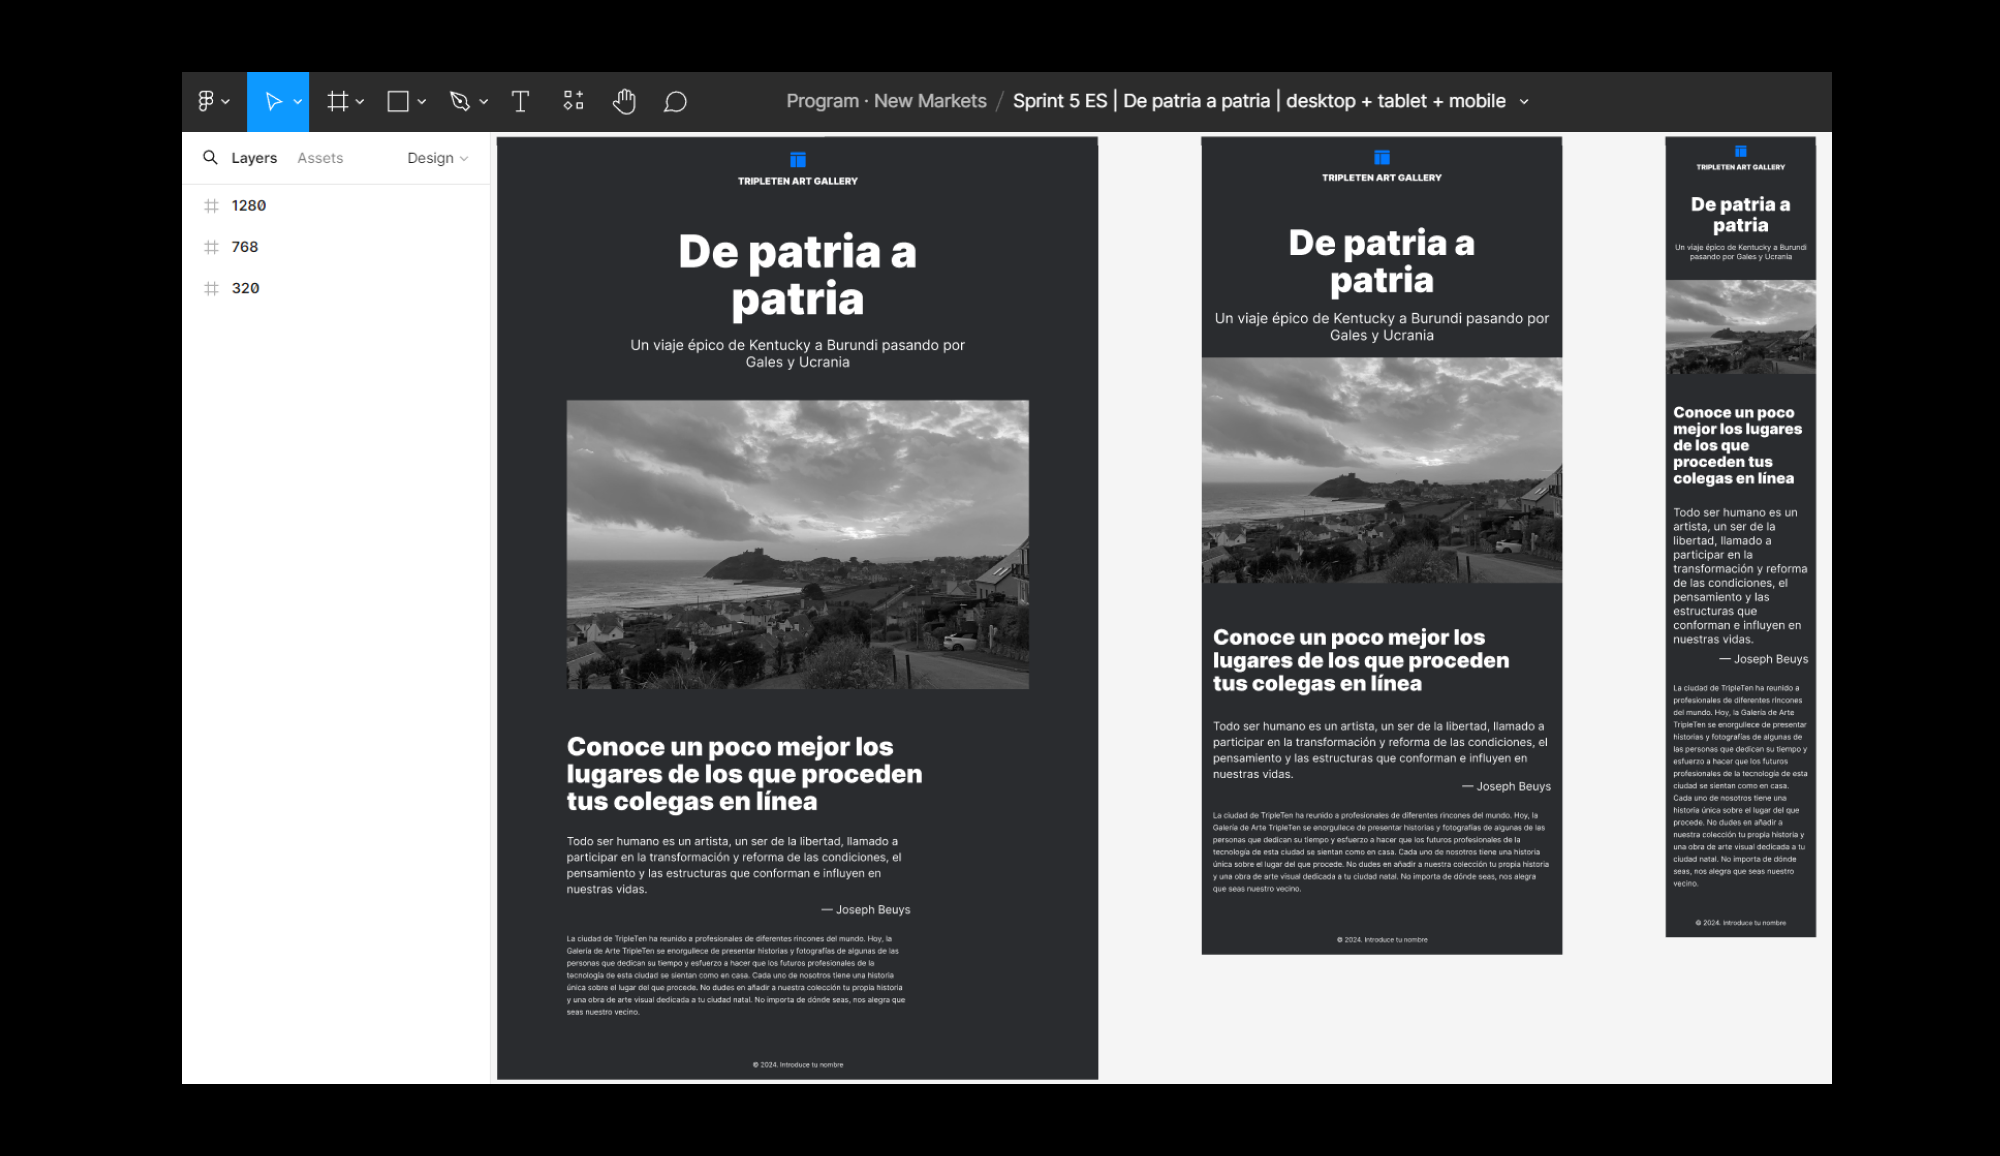 Program · New Markets / Sprint 5 ES | De patria a patria | desktop + tablet + mobile
Layers
Assets
Design
1280
768
320
TRIPLETEN ART GALLERY
De patria a
patria
Un viaje épico de Kentucky a Burundi pasando por
Gales y Ucrania
Conoce un poco mejor los
lugares de los que proceden
tus colegas en línea
Todo ser humano es un artista, un ser de la libertad, llamado a
participar en la transformación y reforma de las condiciones, el
pensamiento y las estructuras que conforman e influyen en
nuestras vidas.
— Joseph Beuys
La ciudad de TripleTen ha reunido a profesionales de diferentes rincones del mundo. Hoy, la
Galería de Arte TripleTen se enorgullece de presentar historias y fotografías de algunas de las
personas que dedican su tiempo y esfuerzo a hacer que los futuros profesionales de la
tecnología de esta ciudad se sientan como en casa. Cada uno de nosotros tiene una historia
única sobre el lugar del que procede. No dudes en añadir a nuestra colección tu propia historia
y una obra de arte visual dedicada a tu ciudad natal. No importa de dónde seas, nos alegra que
seas nuestro vecino.
© 2024. Introduce tu nombre
TRIPLETEN ART GALLERY
De patria a
patria
Un viaje épico de Kentucky a Burundi pasando por
Gales y Ucrania
Conoce un poco mejor los
lugares de los que proceden
tus colegas en línea
Todo ser humano es un artista, un ser de la libertad, llamado a
participar en la transformación y reforma de las condiciones, el
pensamiento y las estructuras que conforman e influyen en
nuestras vidas.
— Joseph Beuys
La ciudad de TripleTen ha reunido a profesionales de diferentes rincones del mundo. Hoy, la
Galería de Arte TripleTen se enorgullece de presentar historias y fotografías de algunas de las
personas que dedican su tiempo y esfuerzo a hacer que los futuros profesionales de la
tecnología de esta ciudad se sientan como en casa. Cada uno de nosotros tiene una historia
única sobre el lugar del que procede. No dudes en añadir a nuestra colección tu propia historia
y una obra de arte visual dedicada a tu ciudad natal. No importa de dónde seas, nos alegra
que seas nuestro vecino.
© 2024. Introduce tu nombre
TRIPLETEN ART GALLERY
De patria a
patria
Un viaje épico de Kentucky a Burundi
pasando por Gales y Ucrania
Conoce un poco
mejor los lugares
de los que
proceden tus
colegas en línea
Todo ser humano es un
artista, un ser de la
libertad, llamado a
participar en la
transformación y reforma
de las condiciones, el
pensamiento y las
estructuras que
conforman e influyen en
nuestras vidas.
— Joseph Beuys
La ciudad de TripleTen ha reunido a
profesionales de diferentes rincones
del mundo. Hoy, la Galería de Arte
TripleTen se enorgullece de presentar
historias y fotografías de algunas de
las personas que dedican su tiempo y
esfuerzo a hacer que los futuros
profesionales de la tecnología de esta
ciudad se sientan como en casa.
Cada uno de nosotros tiene una
historia única sobre el lugar del que
procede. No dudes en añadir a
nuestra colección tu propia historia y
una obra de arte visual dedicada a tu
ciudad natal. No importa de dónde
seas, nos alegra que seas nuestro
vecino.
© 2024. Introduce tu nombre